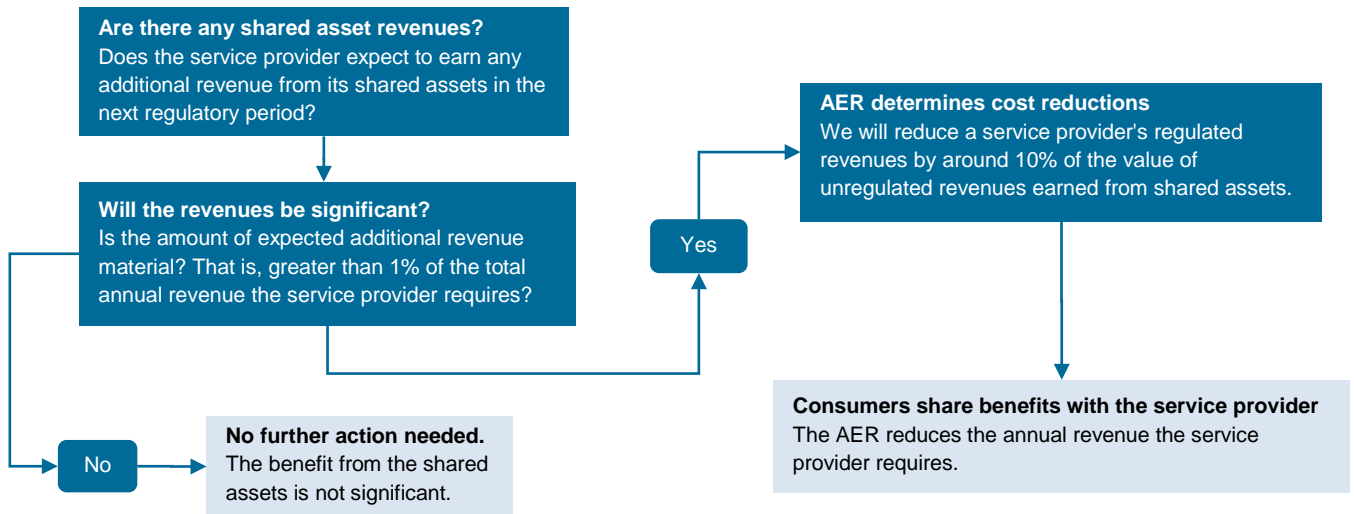 Are there any shared asset revenues?
Does the service provider expect to earn any
additional revenue from its shared assets in the
next regulatory period?
Will the revenues be significant?
Is the amount of expected additional revenue
material? That is, greater than 1% of the total
annual revenue the service provider requires?
No
No further action needed.
The benefit from the shared
assets is not significant.
Yes
AER determines cost reductions
We will reduce a service provider's regulated
revenues by around 10% of the value of
unregulated revenues earned from shared assets.
Consumers share benefits with the service provider
The AER reduces the annual revenue the service
provider requires.